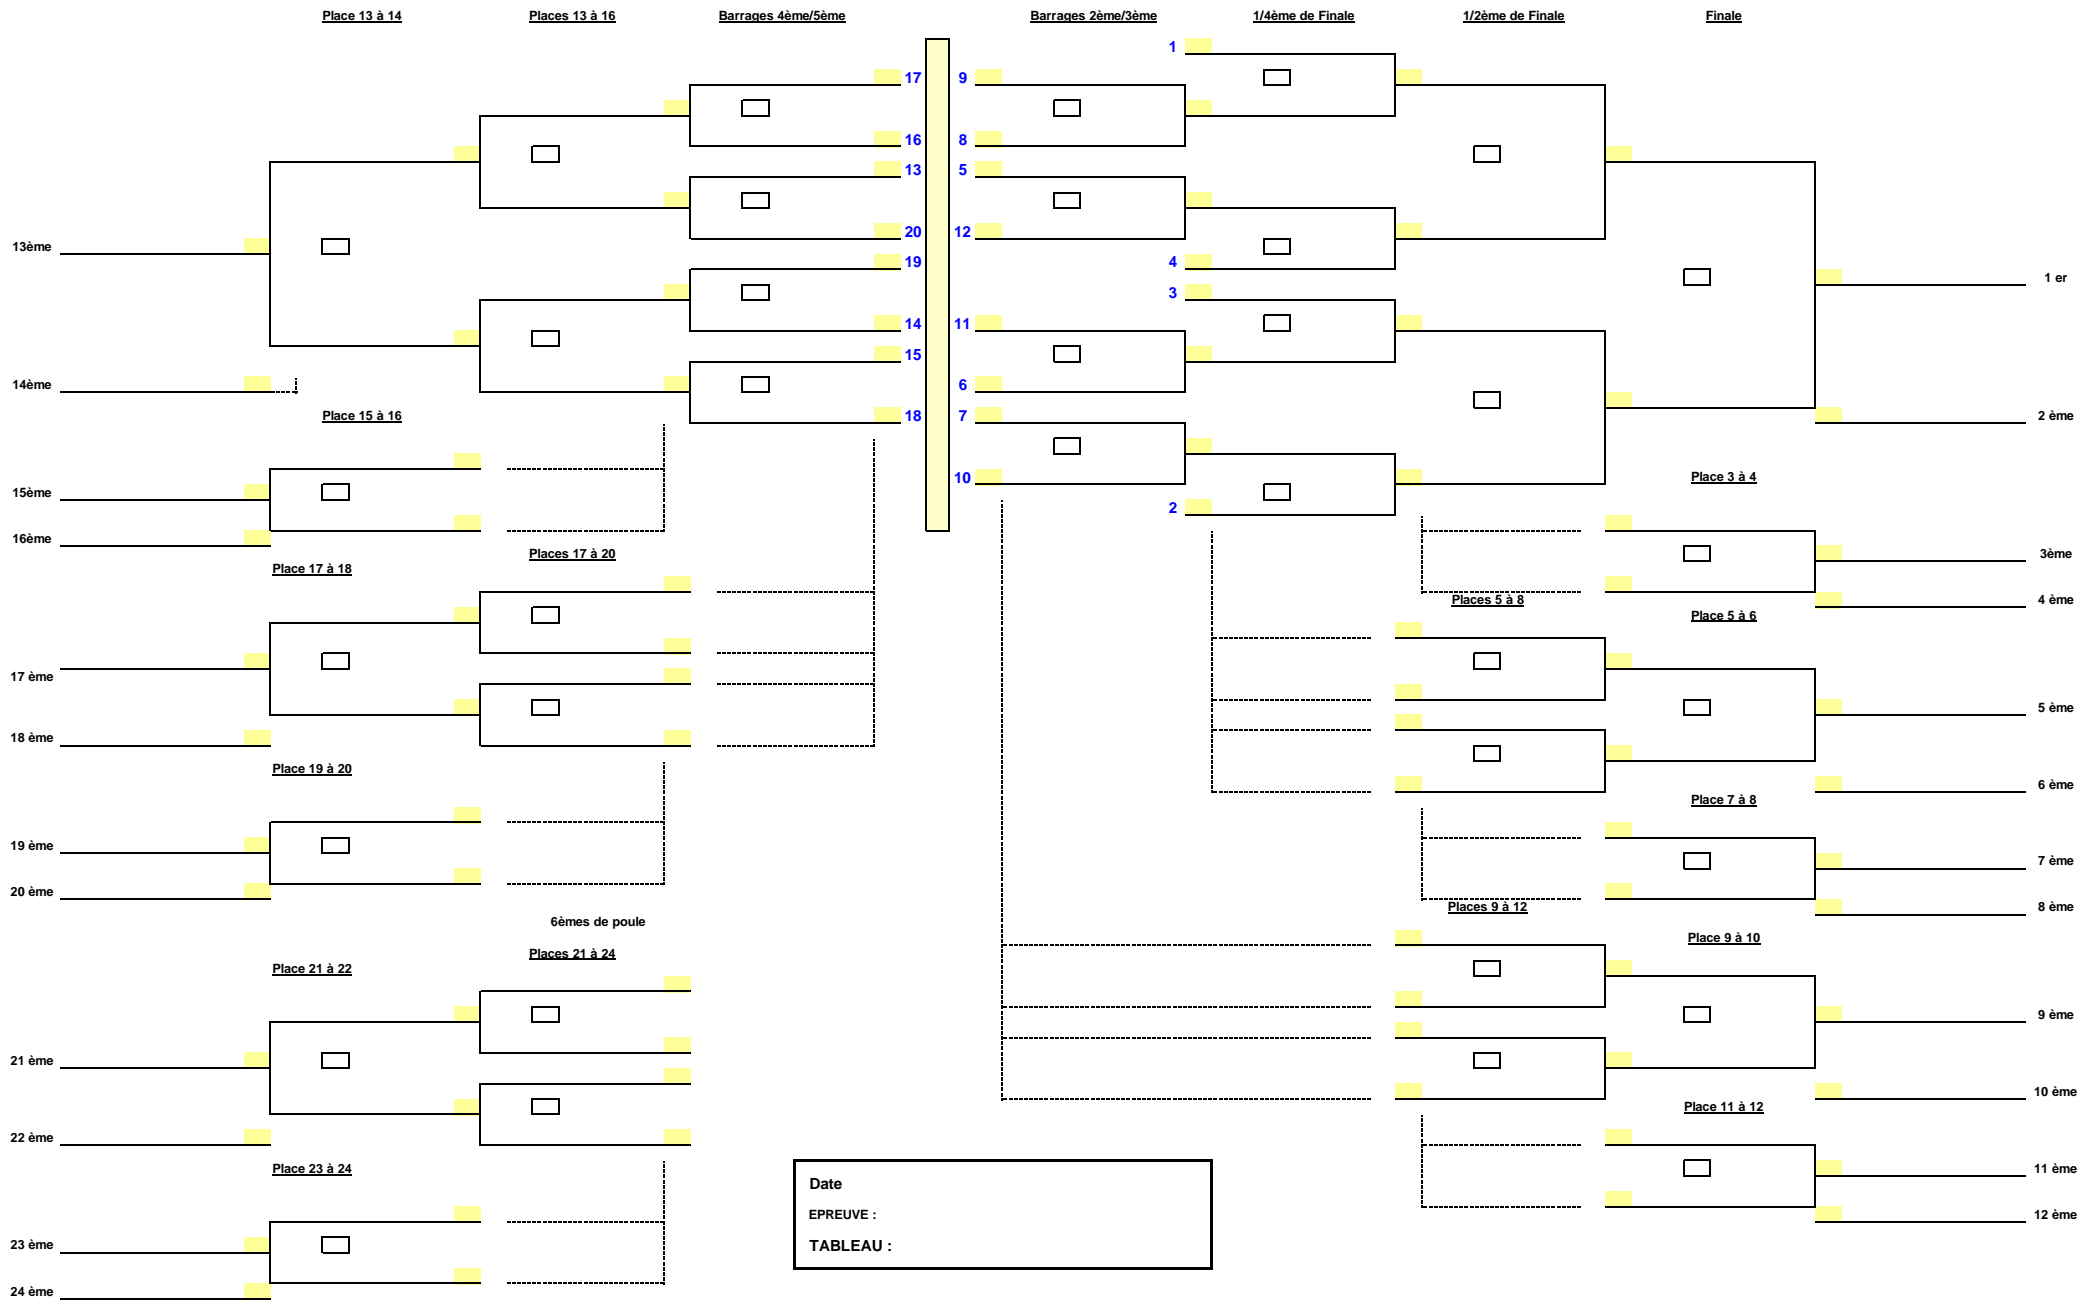 Place 13 à 14 Places 13 à 16 Barrages 4ème/5ème Barrages 2ème/3ème 1/4ème de Finale 1/2ème de Finale Finale
1
17 9
16 8
13 5
20 12
13ème
19 4
1 er
3
14 11
15
14ème 6
Place 15 à 16 18 7 2 ème
10 Place 3 à 4
15ème
2
16ème
Places 17 à 20 3ème
Place 17 à 18
Places 5 à 8 4 ème
Place 5 à 6
17 ème
5 ème
18 ème
Place 19 à 20
6 ème
Place 7 à 8
19 ème
7 ème
20 ème
Places 9 à 12 8 ème
6èmes de poule
Place 9 à 10
Places 21 à 24
Place 21 à 22
9 ème
21 ème
10 ème
Place 11 à 12
22 ème
Place 23 à 24 11 ème
Date
EPREUVE : 12 ème
23 ème TABLEAU :
24 ème